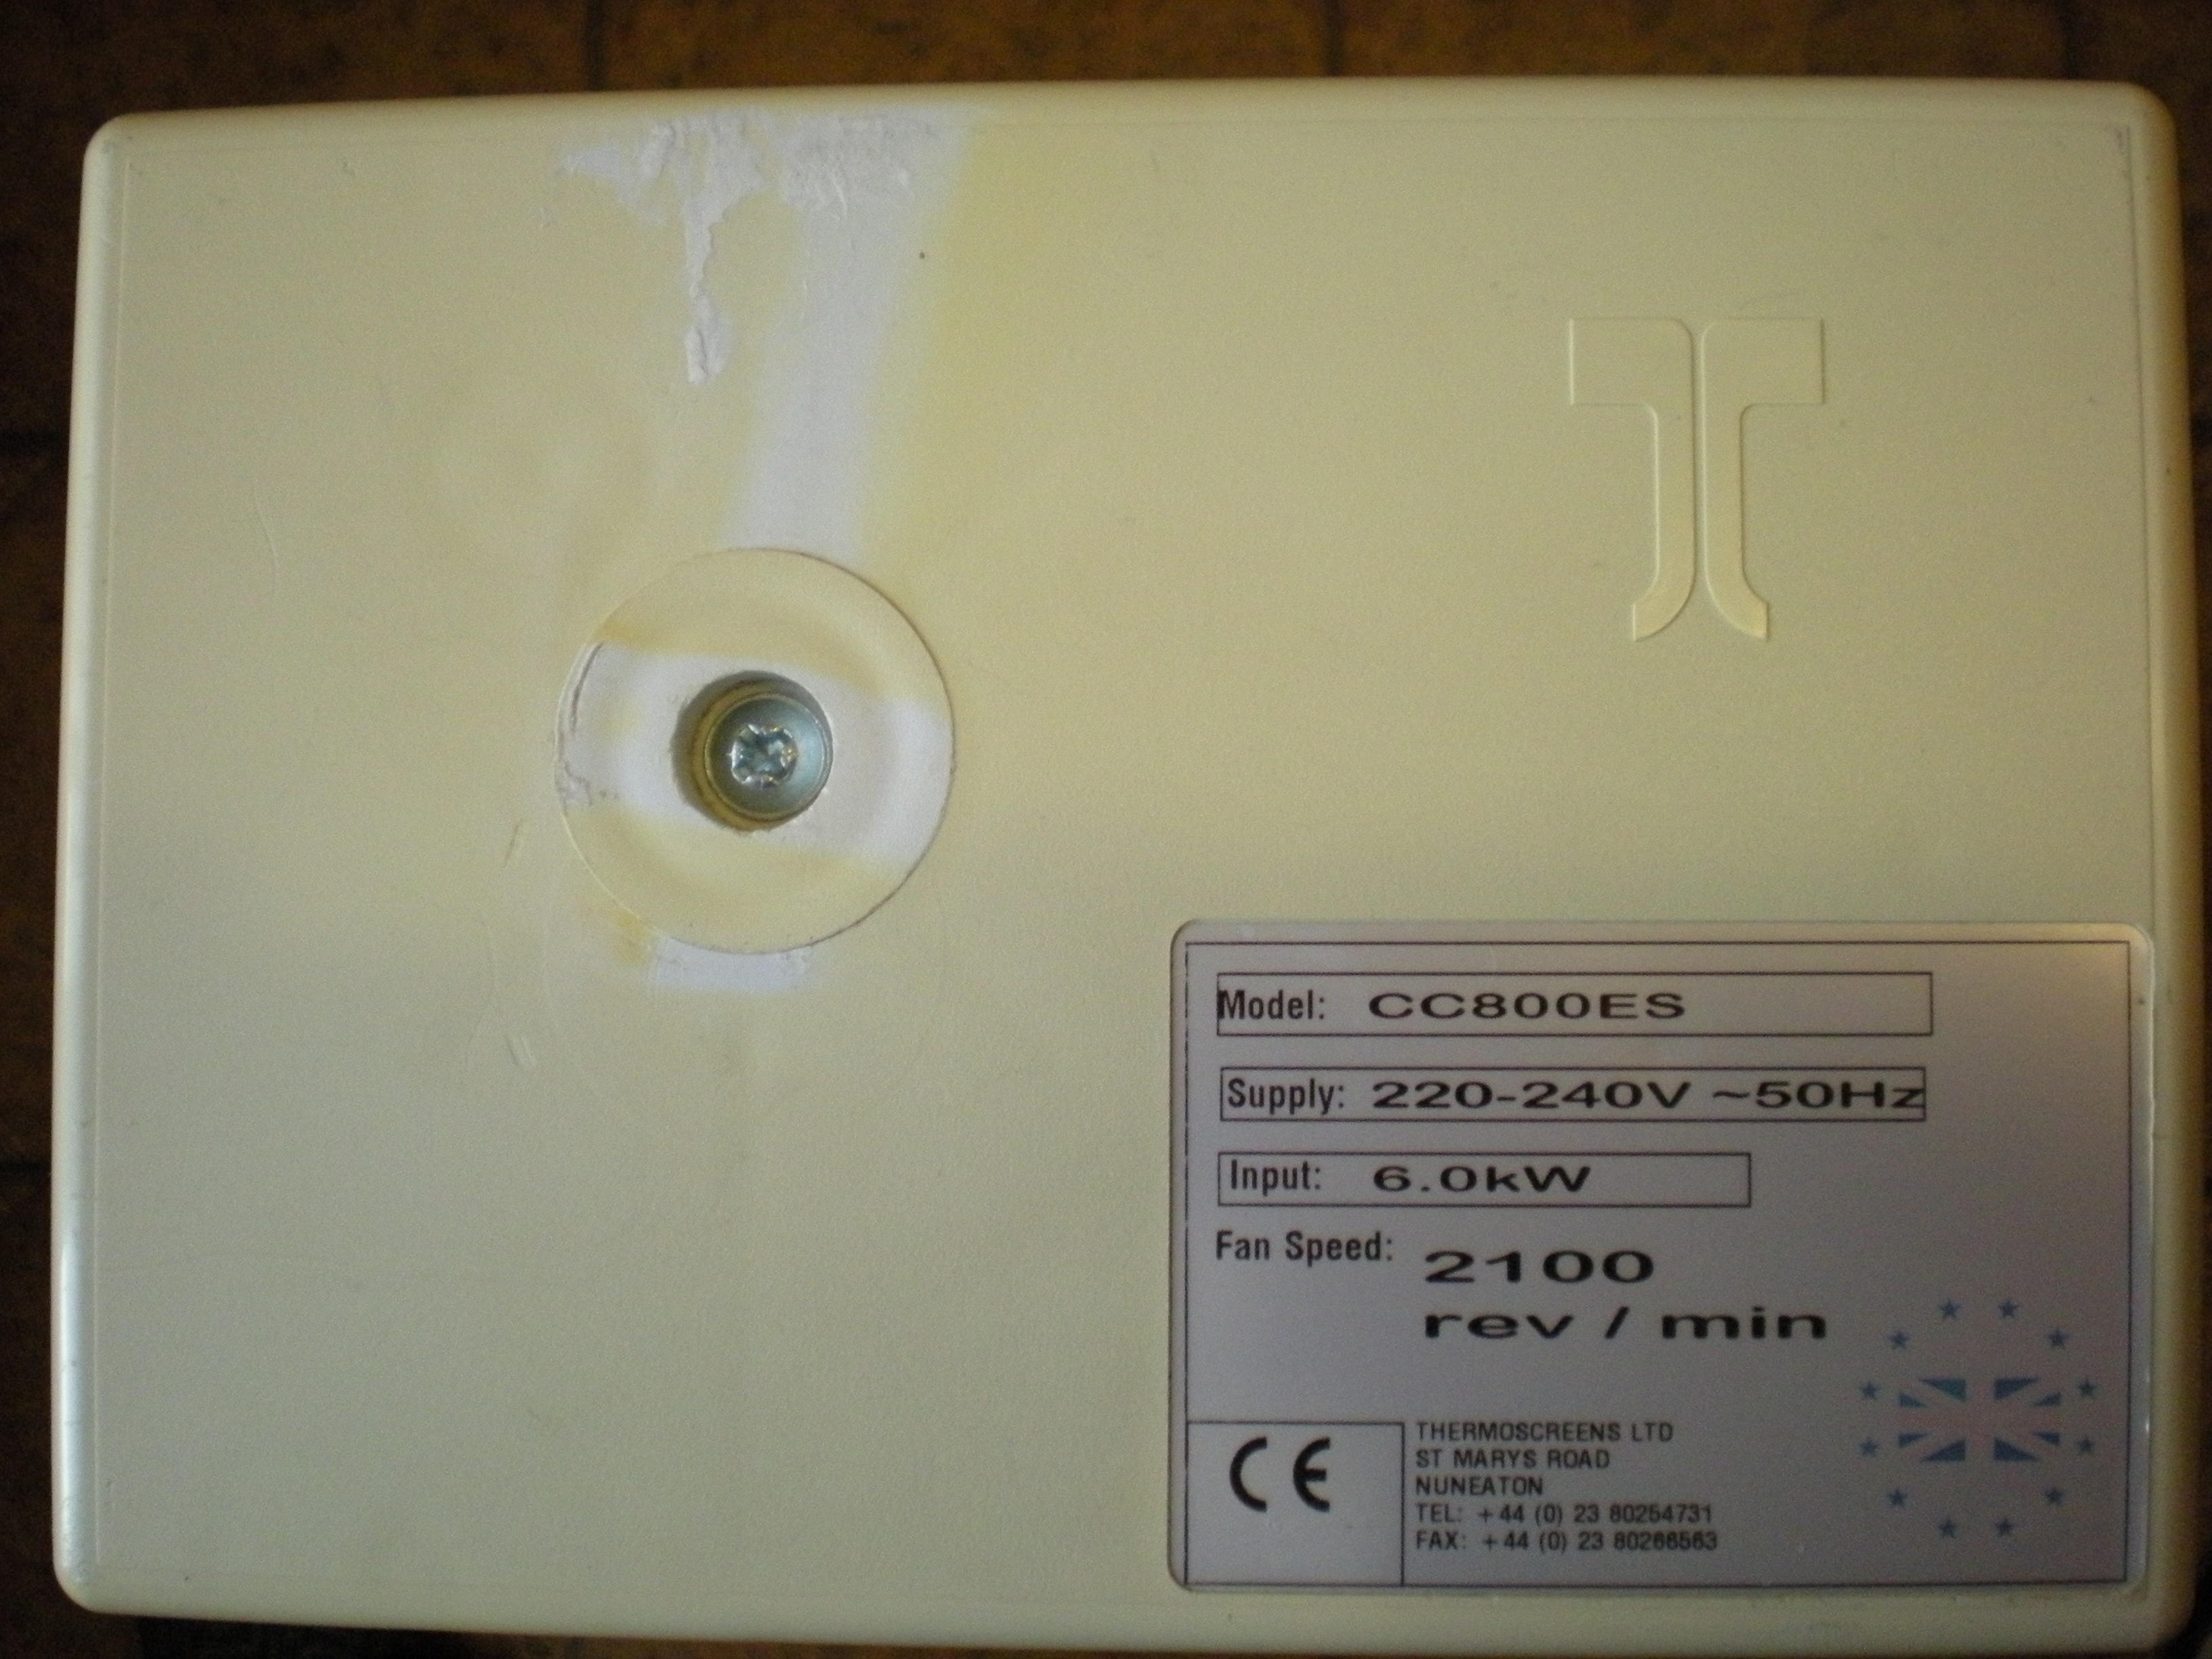 Model: CC800ES
Supply: 220-240V ~50Hz
Input: 6.0kW
Fan Speed: 2100
rev / min
CE
THERMOSCREENS LTD
ST MARYS ROAD
NUNEATON
TEL: +44 (0) 23 80254731
FAX: +44 (0) 23 80266563